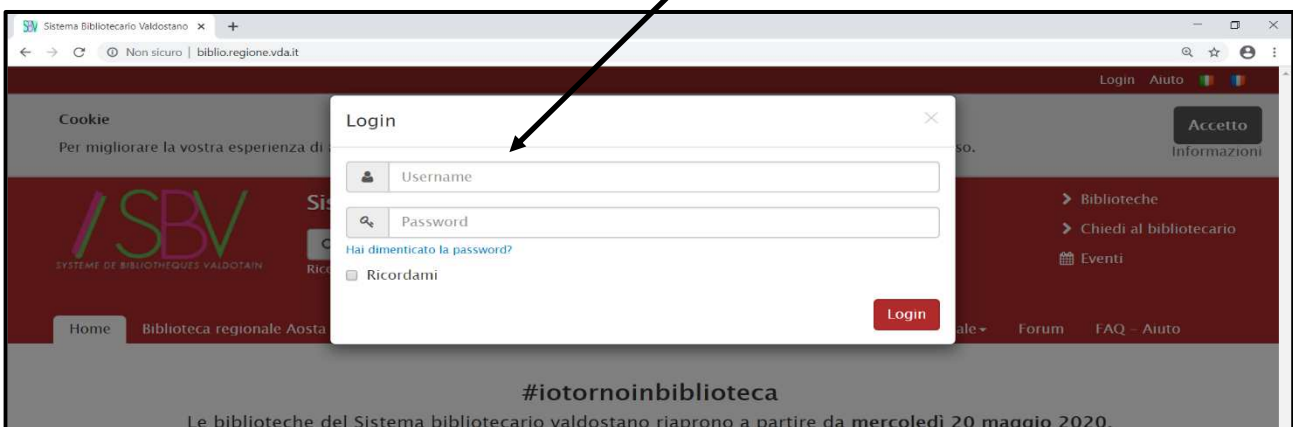 Sistema Bibliotecario Valdostano
Non sicuro | biblio.regione.vda.it
Login Aiuto
Cookie
Per migliorare la vostra esperienza di
so.
Accetto
Informazioni
Login
Username
Password
Hai dimenticato la password?
Ricordami
Login
SBV
SYSTEME DE BIBLIOTHEQUES VALDOTAIN
Sis
Rice
Biblioteche
Chiedi al bibliotecario
Eventi
Home Biblioteca regionale Aosta ale Forum FAQ – Aiuto
#iotornoinbiblioteca
Le biblioteche del Sistema bibliotecario valdostano riaprono a partire da mercoledì 20 maggio 2020.